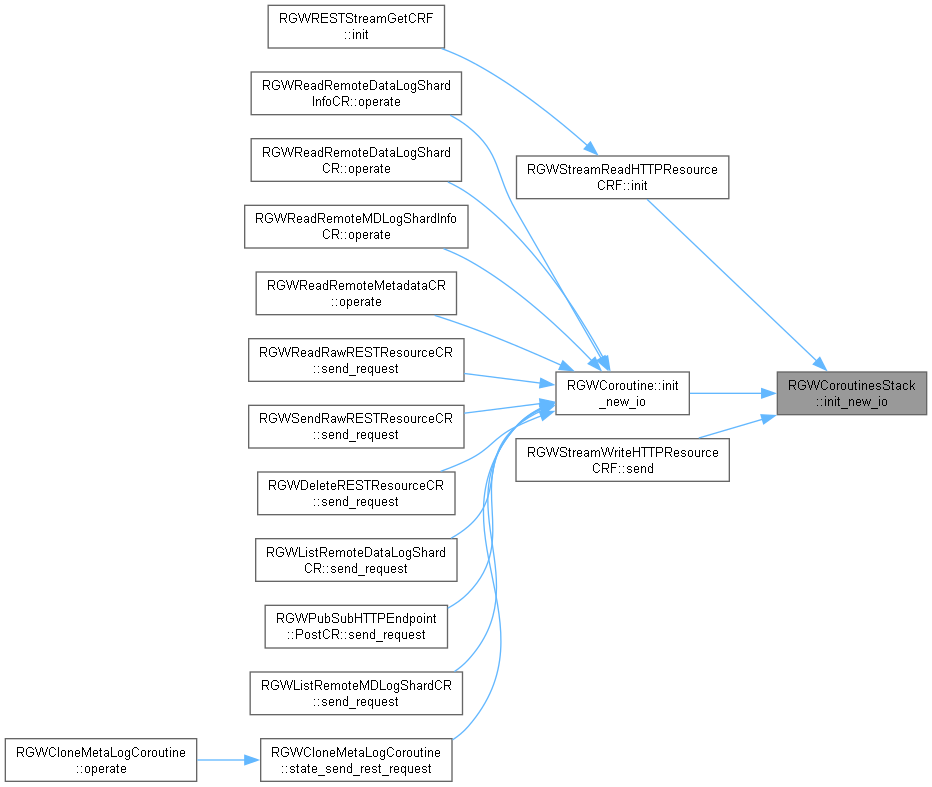 RGWRESTStreamGetCRF
::init
RGWReadRemoteDataLogShard
InfoCR::operate
RGWReadRemoteDataLogShard
CR::operate
RGWStreamReadHTTPResource
CRF::init
RGWReadRemoteMDLogShardInfo
CR::operate
RGWReadRemoteMetadataCR
::operate
RGWReadRawRESTResourceCR
::send_request
RGWCoroutine::init
_new_io
RGWCoroutinesStack
::init_new_io
RGWSendRawRESTResourceCR
::send_request
RGWStreamWriteHTTPResource
CRF::send
RGWDeleteRESTResourceCR
::send_request
RGWListRemoteDataLogShard
CR::send_request
RGWPubSubHTTPEndpoint
::PostCR::send_request
RGWListRemoteMDLogShardCR
::send_request
RGWCloneMetaLogCoroutine
::operate
RGWCloneMetaLogCoroutine
::state_send_rest_request